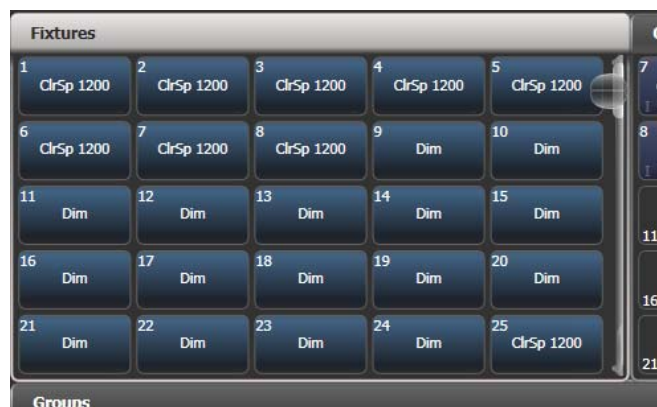 Fixtures
1 ClrSp 1200
2 ClrSp 1200
3 ClrSp 1200
4 ClrSp 1200
5 ClrSp 1200
7
6 ClrSp 1200
7 ClrSp 1200
8 ClrSp 1200
9 Dim
10 Dim
8
11 Dim
12 Dim
13 Dim
14 Dim
15 Dim
11
16 Dim
17 Dim
18 Dim
19 Dim
20 Dim
16
21 Dim
22 Dim
23 Dim
24 Dim
25 ClrSp 1200
21
Groups